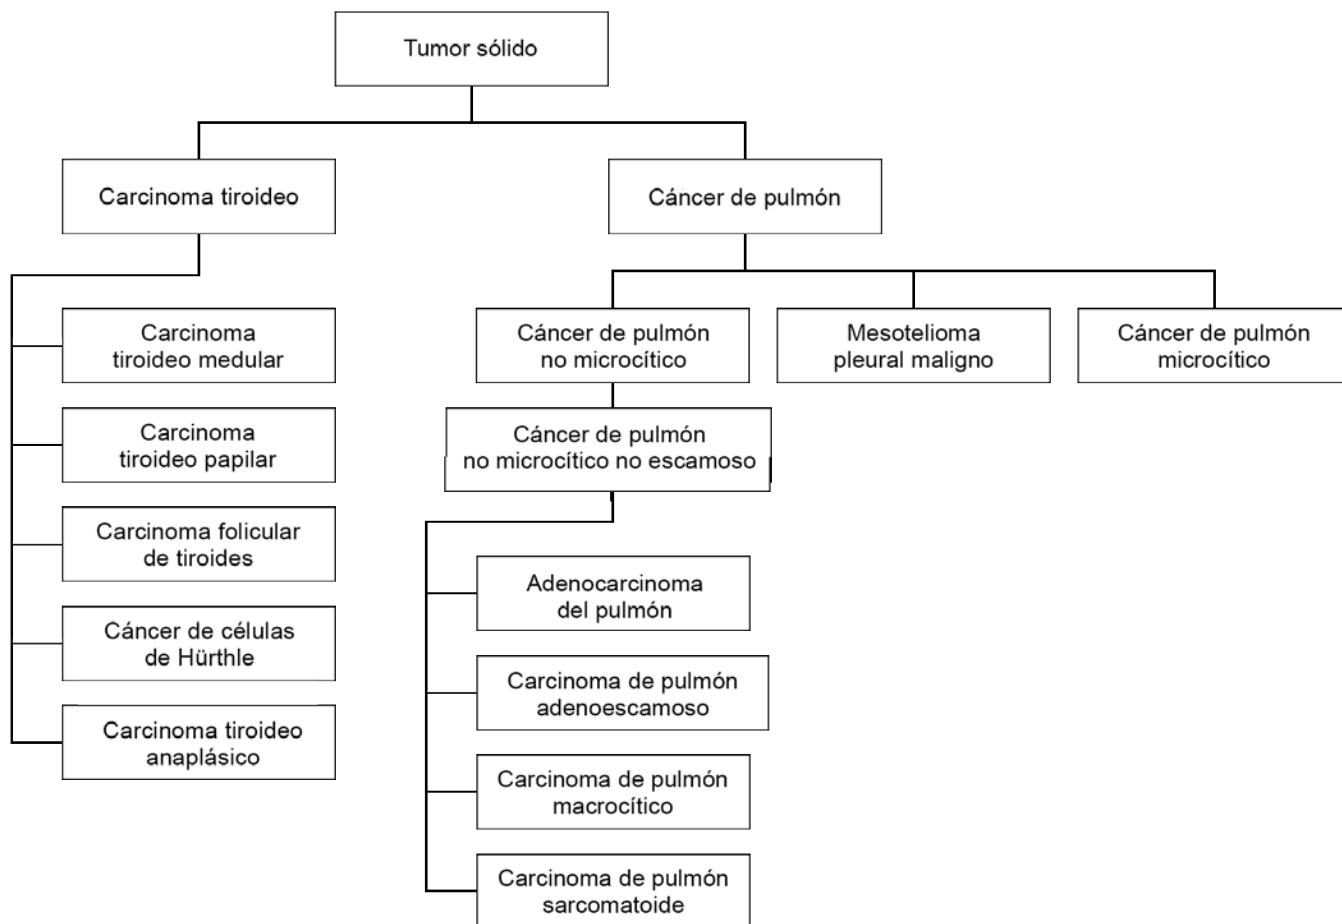 Tumor sólido
Carcinoma tiroideo
Cáncer de pulmón
Carcinoma
tiroideo medular
Cáncer de pulmón
no microcítico
Mesotelioma
pleural maligno
Cáncer de pulmón
microcítico
Carcinoma
tiroideo papilar
Cáncer de pulmón
no microcítico no escamoso
Carcinoma folicular
de tiroides
Adenocarcinoma
del pulmón
Cáncer de células
de Hürthle
Carcinoma de pulmón
adenoescamoso
Carcinoma tiroideo
anaplásico
Carcinoma de pulmón
macrocítico
Carcinoma de pulmón
sarcomatoide